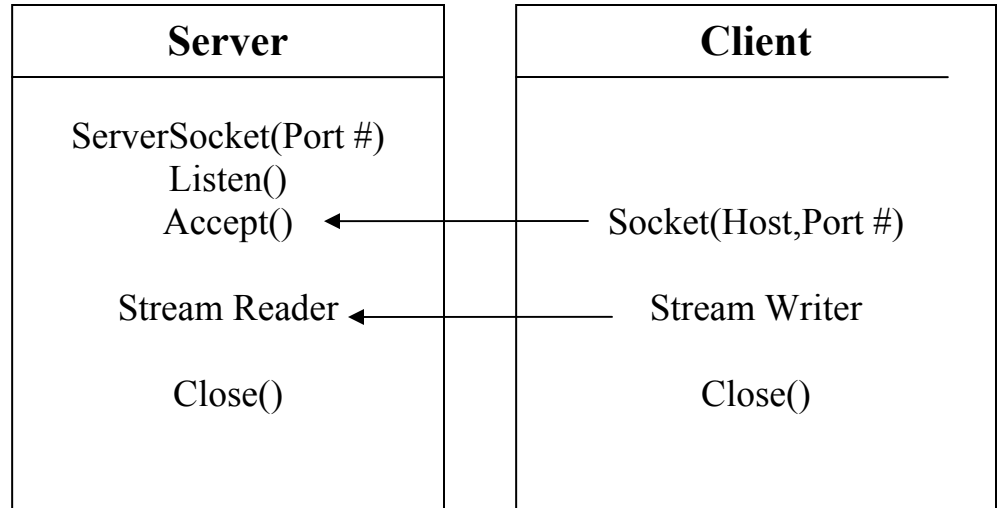 Server
ServerSocket(Port #)
Listen()
Accept()
Stream Reader
Close()
Client
Socket(Host,Port #)
Stream Writer
Close()